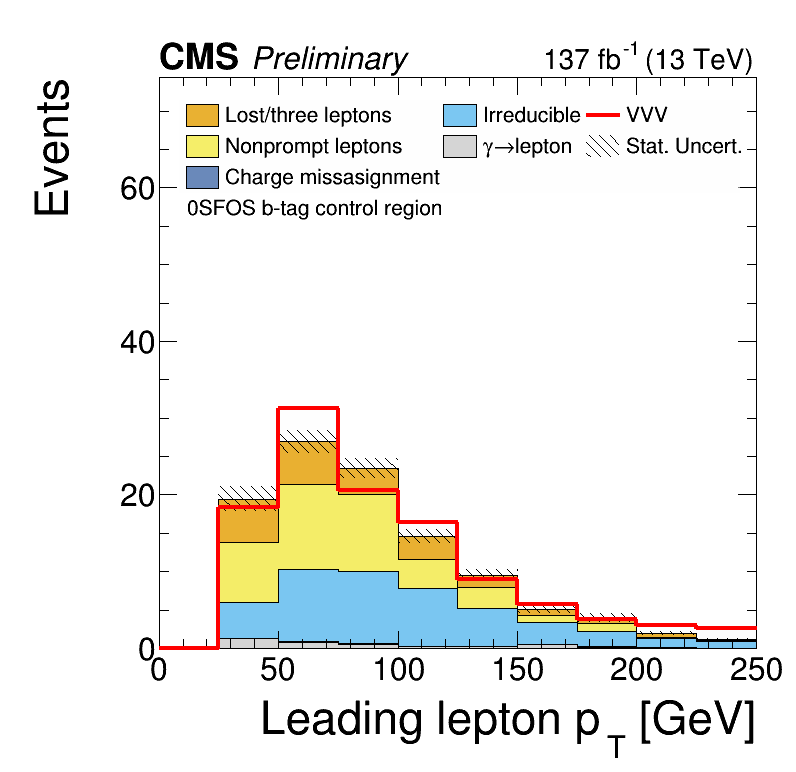 CMS Preliminary 137 fb-1 (13 TeV)
Events
Lost/three leptons Irreducible VVV
Nonprompt leptons γ→lepton Stat. Uncert.
Charge missasignment
0SFOS b-tag control region
60
40
20
0
0 50 100 150 200 250
Leading lepton pT [GeV]